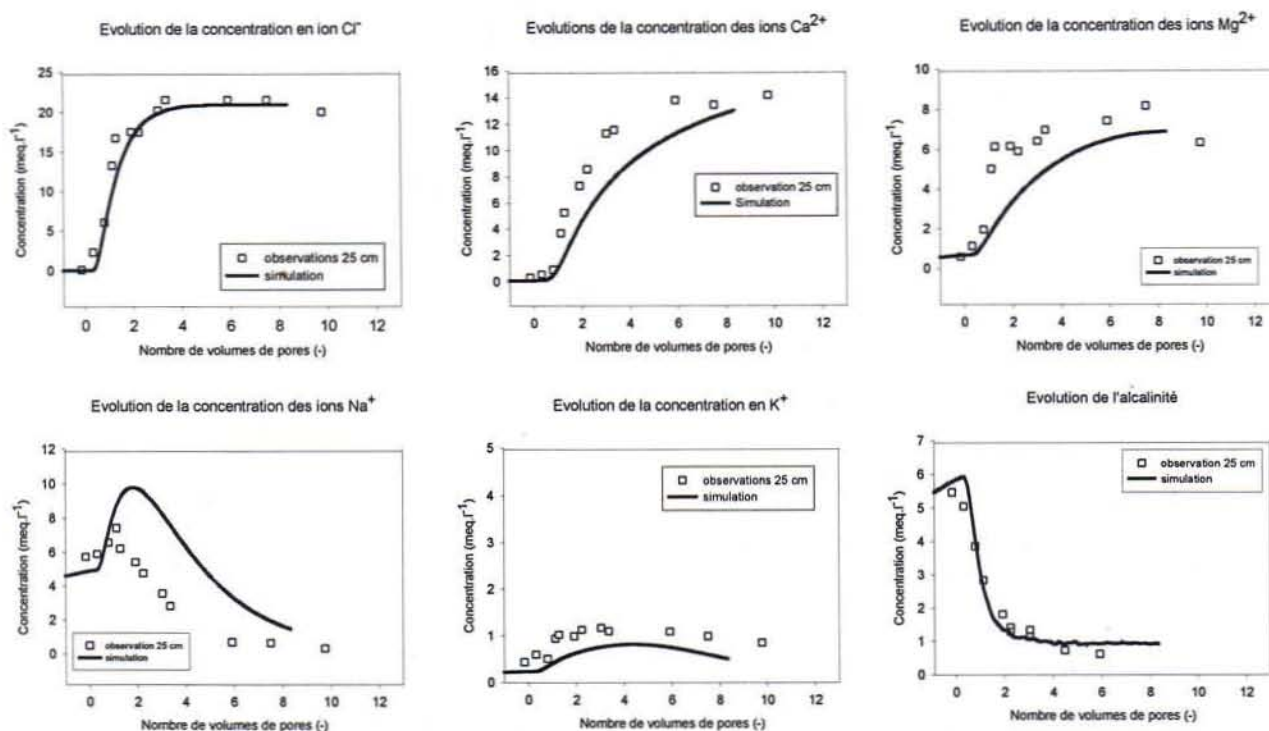 Evolution de la concentration en ion Cl⁻
Concentration (meq.l⁻¹)
25
20
15
10
5
0
observations 25 cm
simulation
0 2 4 6 8 10 12
Nombre de volumes de pores (-)
Evolutions de la concentration des ions Ca²⁺
Concentration (meq.l⁻¹)
16
14
12
10
8
6
4
2
0
observation 25 cm
Simulation
0 2 4 6 8 10 12
Nombre de volumes de pores (-)
Evolution de la concentration des ions Mg²⁺
Concentration (meq.l⁻¹)
10
8
6
4
2
0
observation 25 cm
simulation
0 2 4 6 8 10 12
Nombre de volumes de pores (-)
Evolution de la concentration des ions Na⁺
Concentration (meq.l⁻¹)
12
10
8
6
4
2
0
observation 25 cm
simulation
0 2 4 6 8 10 12
Nombre de volumes de pores (-)
Evolution de la concentration en K⁺
Concentration (meq.l⁻¹)
5
4
3
2
1
0
observations 25 cm
simulation
0 2 4 6 8 10 12
Nombre de volumes de pores (-)
Evolution de l'alcalinité
Concentration (meq.l⁻¹)
7
6
5
4
3
2
1
0
observation 25 cm
simulation
0 2 4 6 8 10 12
Nombre de volumes de pores (-)